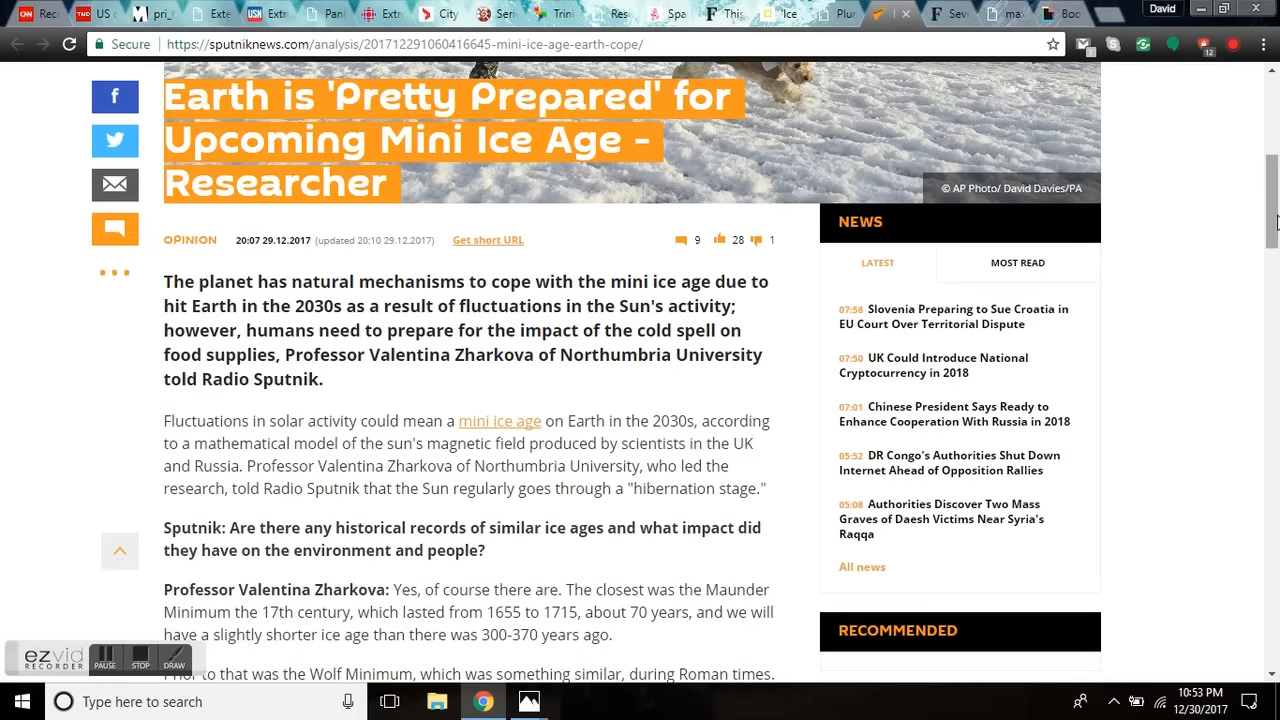 CNN Rec
TND US
pri_
Extr
USN Extr
Pain
Extr
City
Seri
Trin
Res
Spa
This
Ice
Plur
Seve
ma
Boc
David
Secure
https://sputniknews.com/analysis/201712291060416645-mini-ice-age-earth-cope/
7
12
Earth is 'Pretty Prepared' for
Upcoming Mini Ice Age -
Researcher
© AP Photo/ David Davies/PA
OPINION
20:07 29.12.2017 (updated 20:10 29.12.2017)
Get short URL
9
28
1
The planet has natural mechanisms to cope with the mini ice age due to
hit Earth in the 2030s as a result of fluctuations in the Sun's activity;
however, humans need to prepare for the impact of the cold spell on
food supplies, Professor Valentina Zharkova of Northumbria University
told Radio Sputnik.
Fluctuations in solar activity could mean a mini ice age on Earth in the 2030s, according
to a mathematical model of the sun's magnetic field produced by scientists in the UK
and Russia. Professor Valentina Zharkova of Northumbria University, who led the
research, told Radio Sputnik that the Sun regularly goes through a "hibernation stage."
Sputnik: Are there any historical records of similar ice ages and what impact did
they have on the environment and people?
Professor Valentina Zharkova: Yes, of course there are. The closest was the Maunder
Minimum the 17th century, which lasted from 1655 to 1715, about 70 years, and we will
have a slightly shorter ice age than there was 300-370 years ago.
Prior to that was the Wolf Minimum, which was something similar, during Roman times.
NEWS
LATEST
MOST READ
07:58 Slovenia Preparing to Sue Croatia in
EU Court Over Territorial Dispute
07:50 UK Could Introduce National
Cryptocurrency in 2018
07:01 Chinese President Says Ready to
Enhance Cooperation With Russia in 2018
05:52 DR Congo's Authorities Shut Down
Internet Ahead of Opposition Rallies
05:08 Authorities Discover Two Mass
Graves of Daesh Victims Near Syria's
Raqqa
All news
RECOMMENDED
ezvid
RECORDER
PAUSE
STOP
DRAW
Type here to search
10:53 PM
12/30/2017